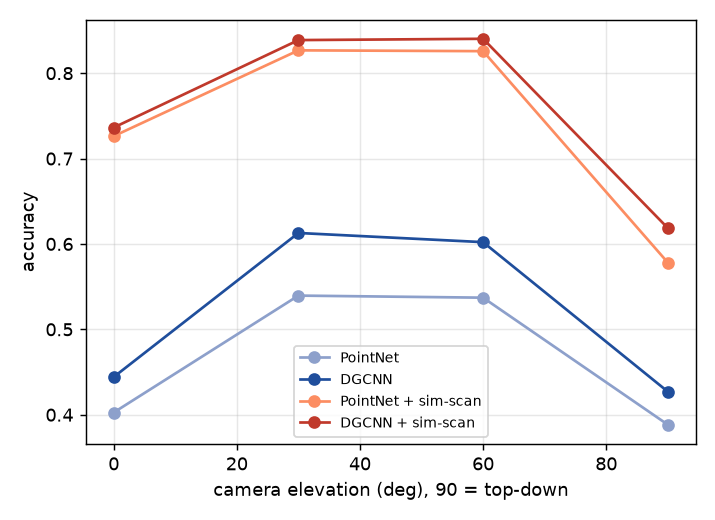 0.8
0.7
0.6
0.5
0.4
accuracy
PointNet
DGCNN
PointNet + sim-scan
DGCNN + sim-scan
0 20 40 60 80
camera elevation (deg), 90 = top-down